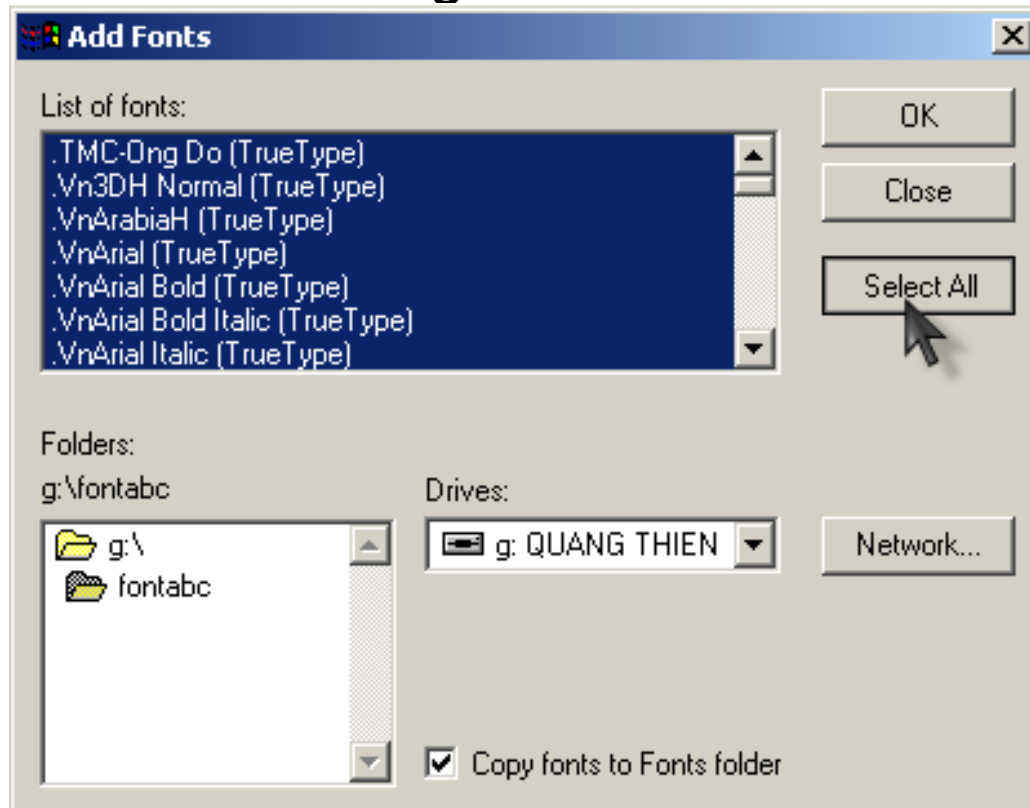 Add Fonts
List of fonts:
.TMC-Ong Do (TrueType)
.Vn3DH Normal (TrueType)
.VnArabiaH (TrueType)
.VnArial (TrueType)
.VnArial Bold (TrueType)
.VnArial Bold Italic (TrueType)
.VnArial Italic (TrueType)
OK
Close
Select All
Folders:
g:\fontabc
g:\
fontabc
Drives:
g: QUANG THIEN
Network...
Copy fonts to Fonts folder